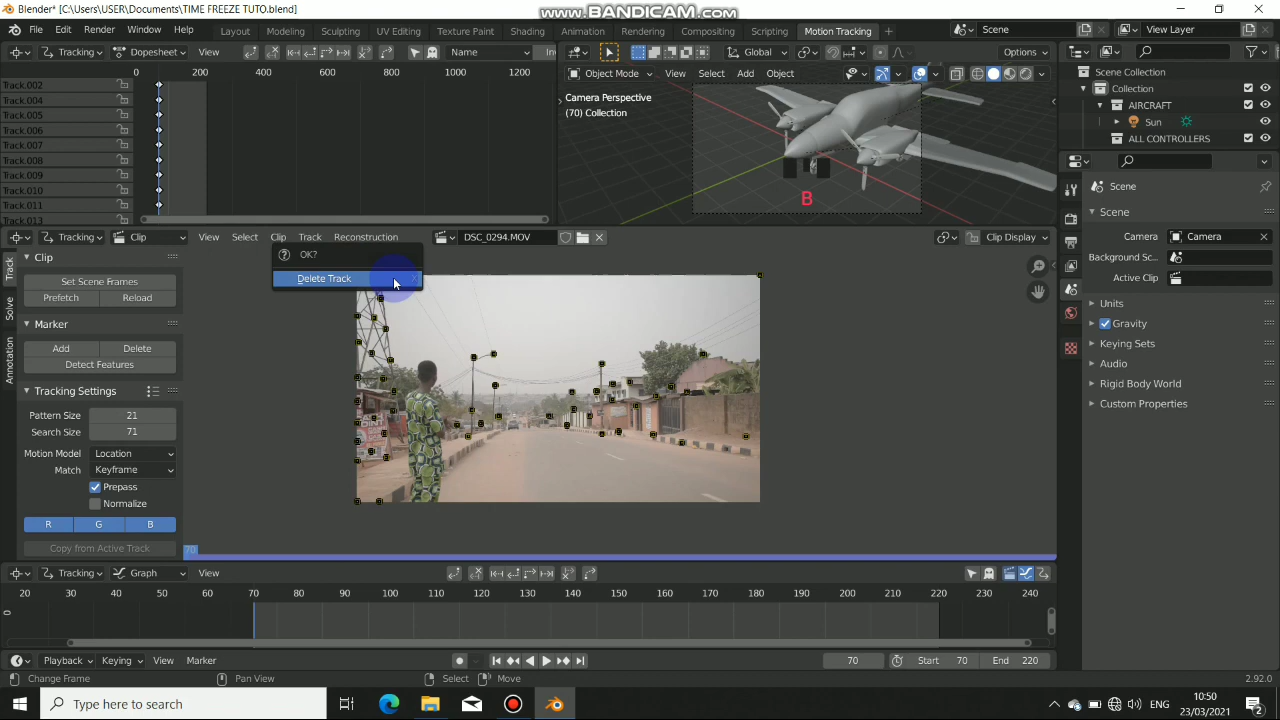 Blender* [C:\Users\USER\Documents\TIME FREEZE TUTO.blend]
www.BANDICAM.com
File Edit Render Window Help
Layout Modeling Sculpting UV Editing Texture Paint Shading Animation Rendering Compositing Scripting Motion Tracking +
Scene View Layer
Tracking Dopesheet View Name In
Global Options
0 200 400 600 800 1000 1200
Object Mode View Select Add Object
Track.002
Track.004
Track.005
Track.006
Track.007
Track.008
Track.009
Track.010
Track.011
Track.013
Camera Perspective
(70) Collection
B
Scene Collection
Collection
AIRCRAFT
Sun
ALL CONTROLLERS
Tracking Clip View Select Clip Track Reconstruction DSC_0294.MOV Clip Display
Track
Solve
Annotation
Clip
Set Scene Frames
Prefetch Reload
Marker
Add Delete
Detect Features
Tracking Settings
Pattern Size 21
Search Size 71
Motion Model Location
Match Keyframe
Prepass
Normalize
R G B
Copy from Active Track
OK?
Delete Track X
70
Scene
Scene
Camera Camera
Background Sc...
Active Clip
Units
Gravity
Keying Sets
Audio
Rigid Body World
Custom Properties
Tracking Graph View
20 30 40 50 60 70 80 90 100 110 120 130 140 150 160 170 180 190 200 210 220 230 240
0
Playback Keying View Marker 70 Start 70 End 220
Change Frame Pan View Select Move 2.92.0
Type here to search
ENG
10:50
23/03/2021
2